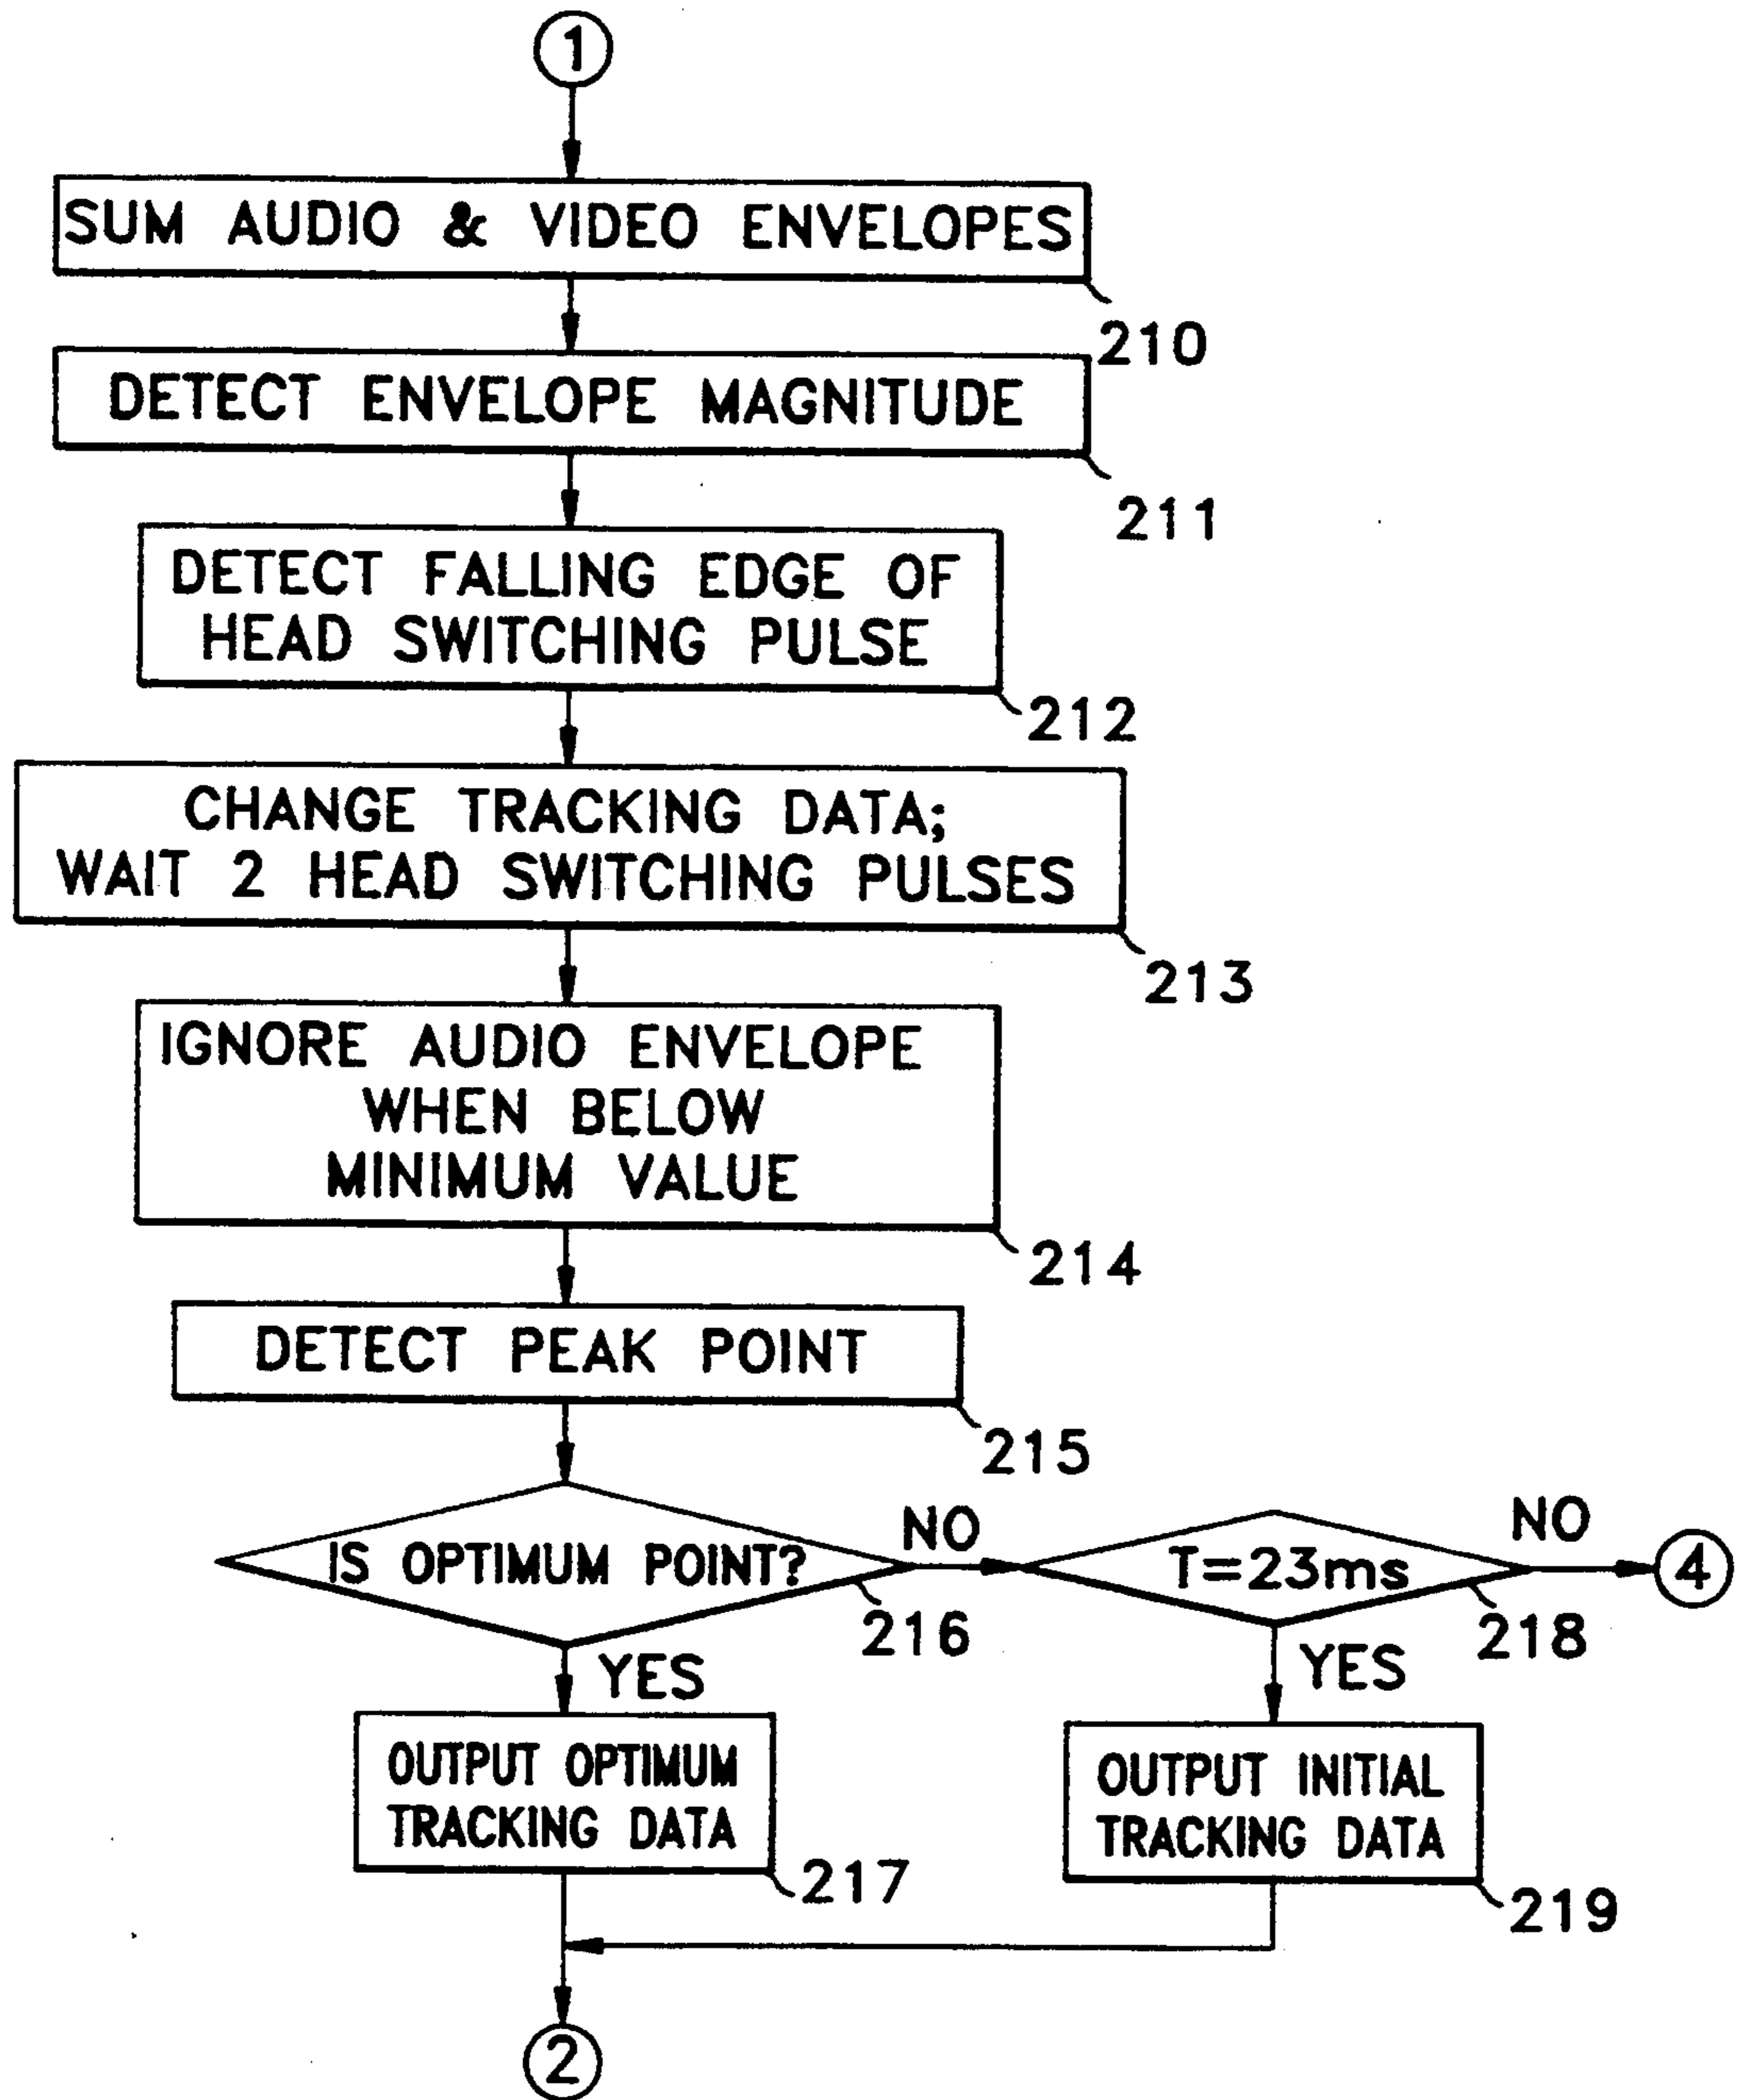 1
SUM AUDIO & VIDEO ENVELOPES
210
DETECT ENVELOPE MAGNITUDE
211
DETECT FALLING EDGE OF
HEAD SWITCHING PULSE
212
CHANGE TRACKING DATA;
WAIT 2 HEAD SWITCHING PULSES
213
IGNORE AUDIO ENVELOPE
WHEN BELOW
MINIMUM VALUE
214
DETECT PEAK POINT
215
IS OPTIMUM POINT?
216
NO
T=23ms
218
NO
4
YES
OUTPUT OPTIMUM
TRACKING DATA
217
YES
OUTPUT INITIAL
TRACKING DATA
219
2